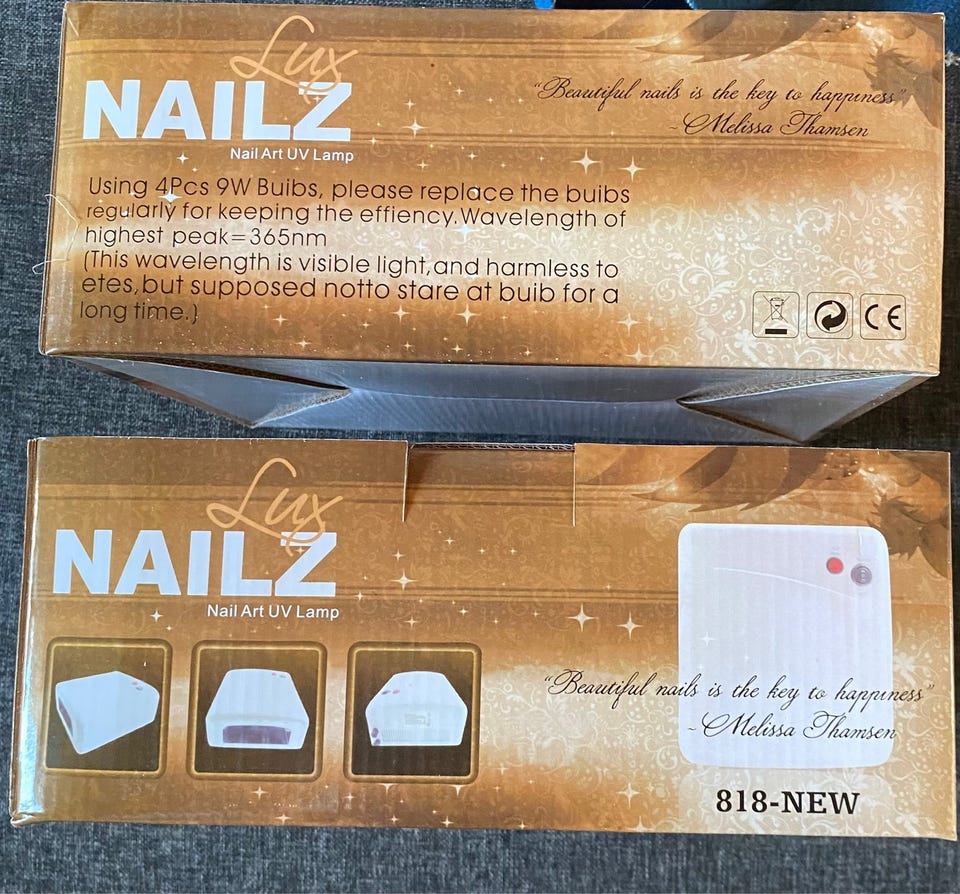 Lux
NAILZ
Nail Art UV Lamp
"Beautiful nails is the key to happiness"
~Melissa Thamsen
Using 4Pcs 9W Buibs, please replace the buibs
regularly for keeping the effiency.Wavelength of
highest peak=365nm
(This wavelength is visible light,and harmless to
etes,but supposed notto stare at buib for a
long time.)
CE
Lux
NAILZ
Nail Art UV Lamp
"Beautiful nails is the key to happiness"
~Melissa Thamsen
818-NEW